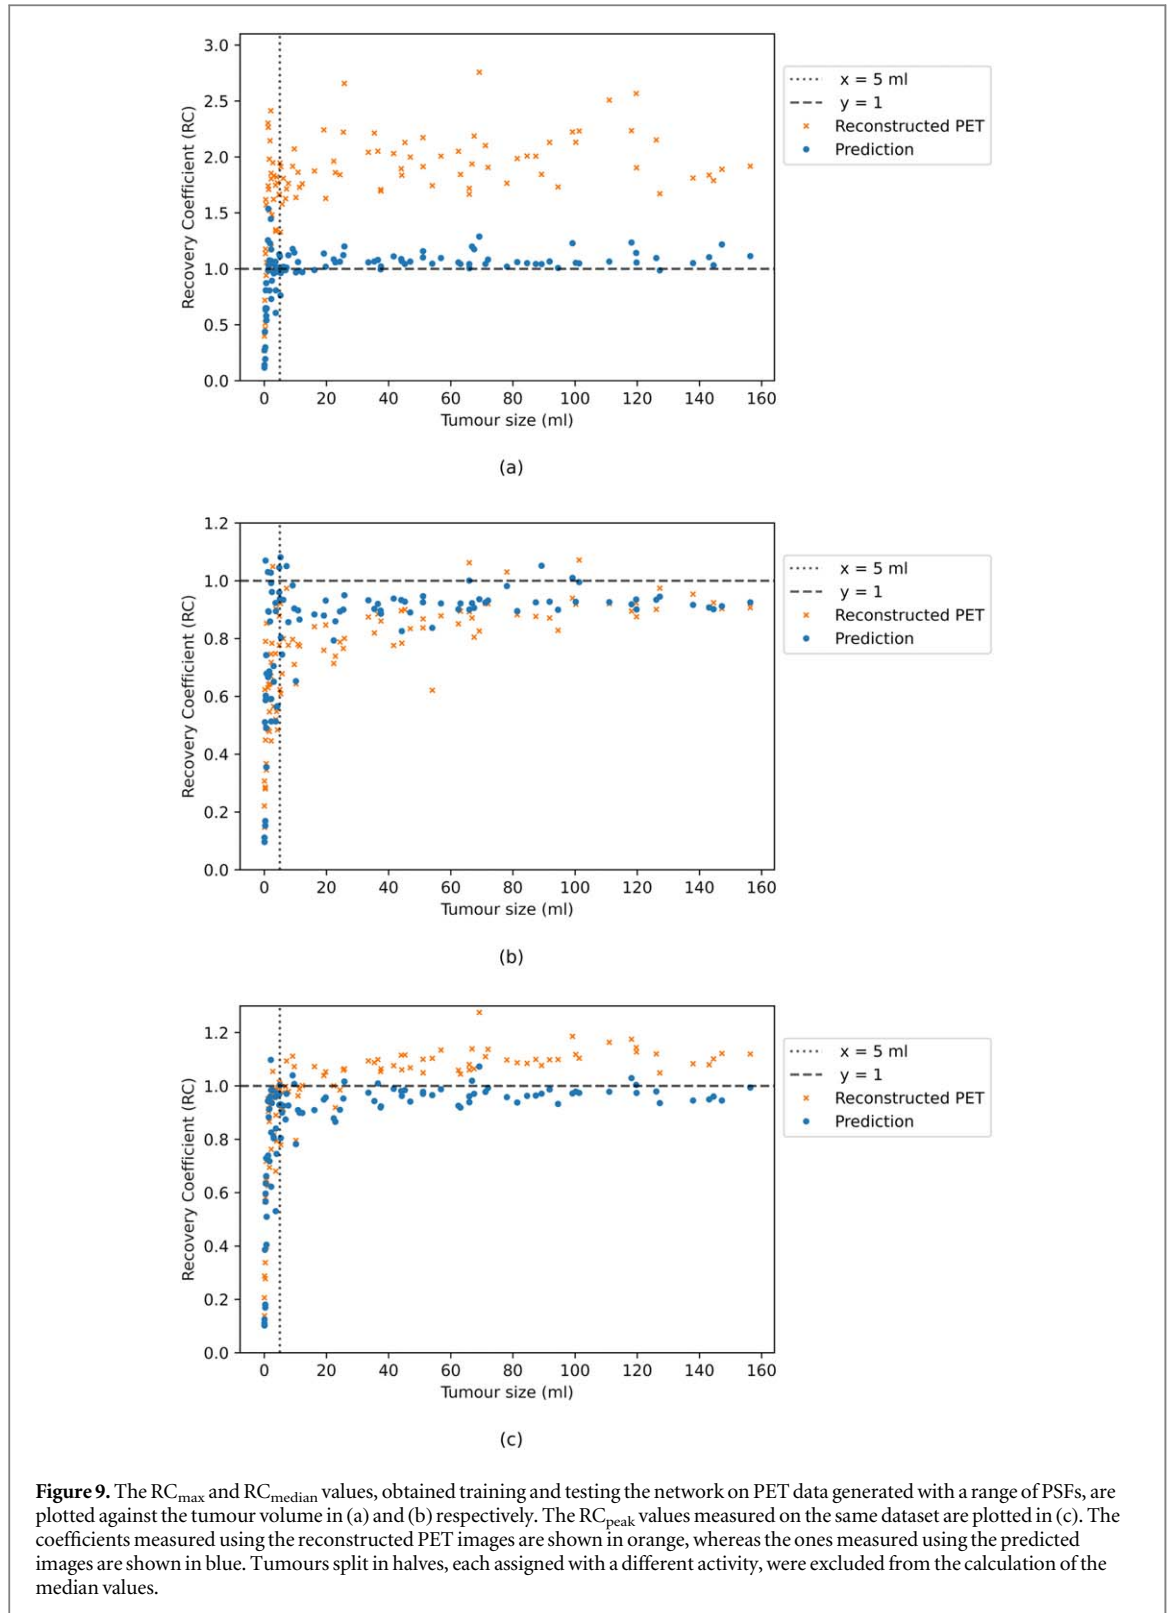 3.0
2.5
2.0
1.5
1.0
0.5
0.0
Recovery Coefficient (RC)
0 20 40 60 80 100 120 140 160
Tumour size (ml)
x = 5 ml
y = 1
Reconstructed PET
Prediction
(a)
1.2
1.0
0.8
0.6
0.4
0.2
0.0
Recovery Coefficient (RC)
0 20 40 60 80 100 120 140 160
Tumour size (ml)
x = 5 ml
y = 1
Reconstructed PET
Prediction
(b)
1.2
1.0
0.8
0.6
0.4
0.2
0.0
Recovery Coefficient (RC)
0 20 40 60 80 100 120 140 160
Tumour size (ml)
x = 5 ml
y = 1
Reconstructed PET
Prediction
(c)
Figure 9. The RCmax and RCmedian values, obtained training and testing the network on PET data generated with a range of PSFs, are
plotted against the tumour volume in (a) and (b) respectively. The RCpeak values measured on the same dataset are plotted in (c). The
coefficients measured using the reconstructed PET images are shown in orange, whereas the ones measured using the predicted
images are shown in blue. Tumours split in halves, each assigned with a different activity, were excluded from the calculation of the
median values.